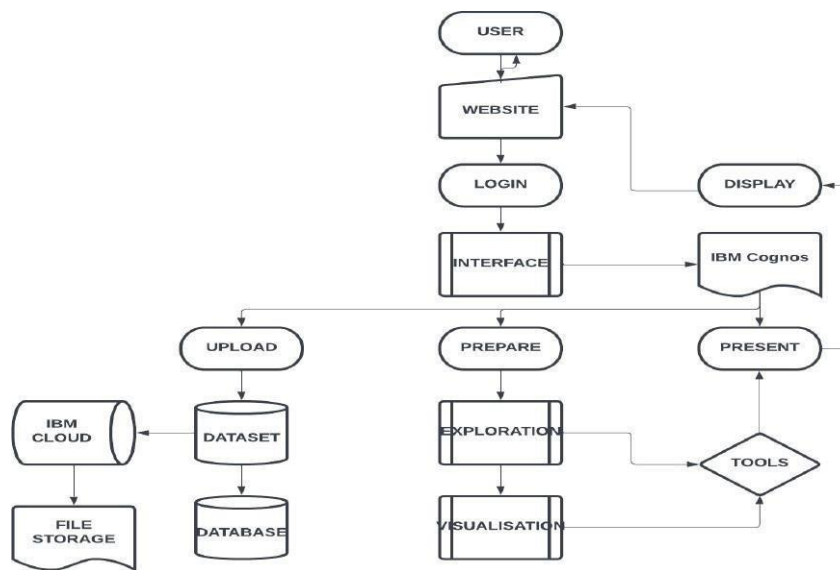 USER
WEBSITE
LOGIN
DISPLAY
INTERFACE
IBM Cognos
UPLOAD
PREPARE
PRESENT
IBM
CLOUD
DATASET
EXPLORATION
TOOLS
FILE
STORAGE
DATABASE
VISUALISATION